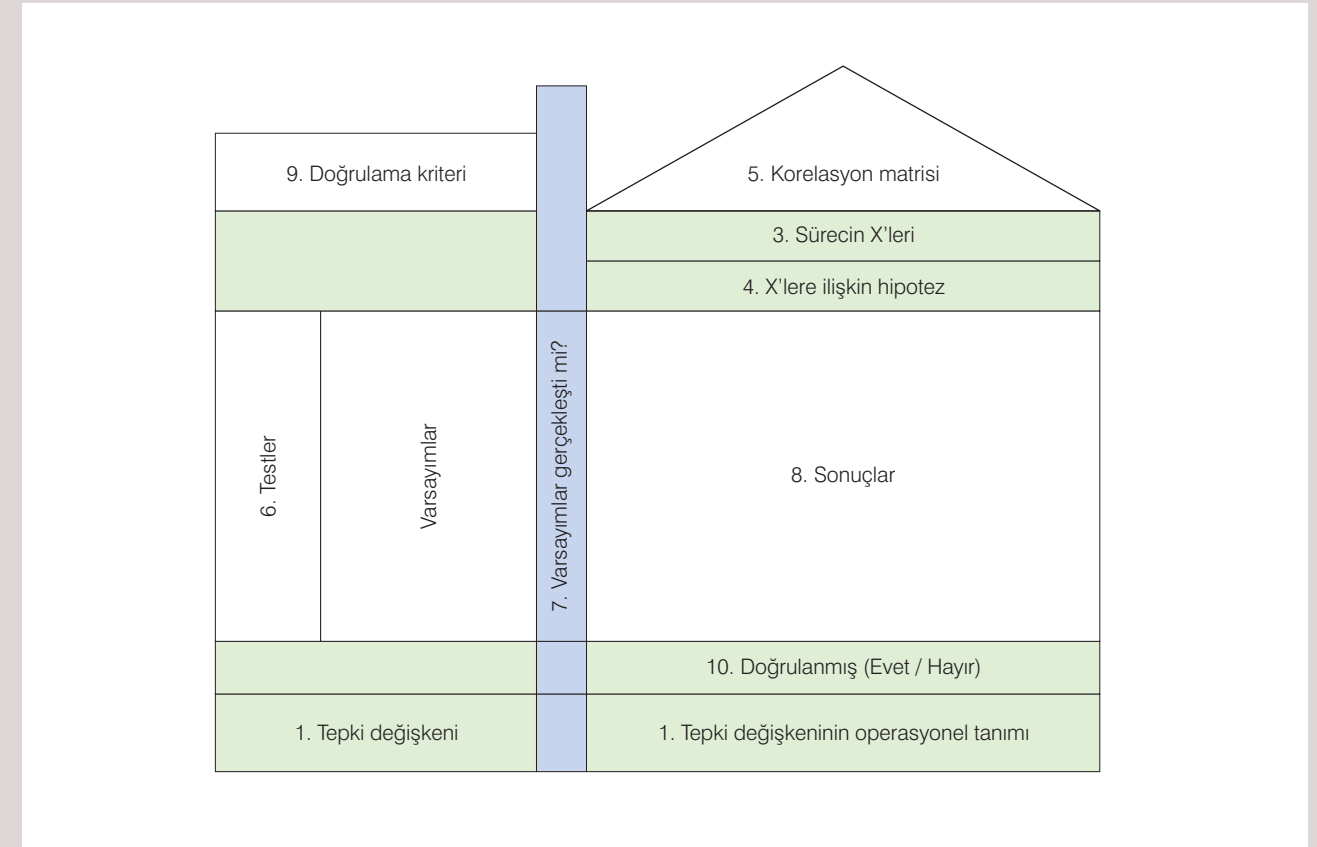 9. Doğrulama kriteri
5. Korelasyon matrisi
3. Sürecin X’leri
4. X’lere ilişkin hipotez
6. Testler
Varsayımlar
7. Varsayımlar gerçekleşti mi?
8. Sonuçlar
10. Doğrulanmış (Evet / Hayır)
1. Tepki değişkeni
1. Tepki değişkeninin operasyonel tanımı